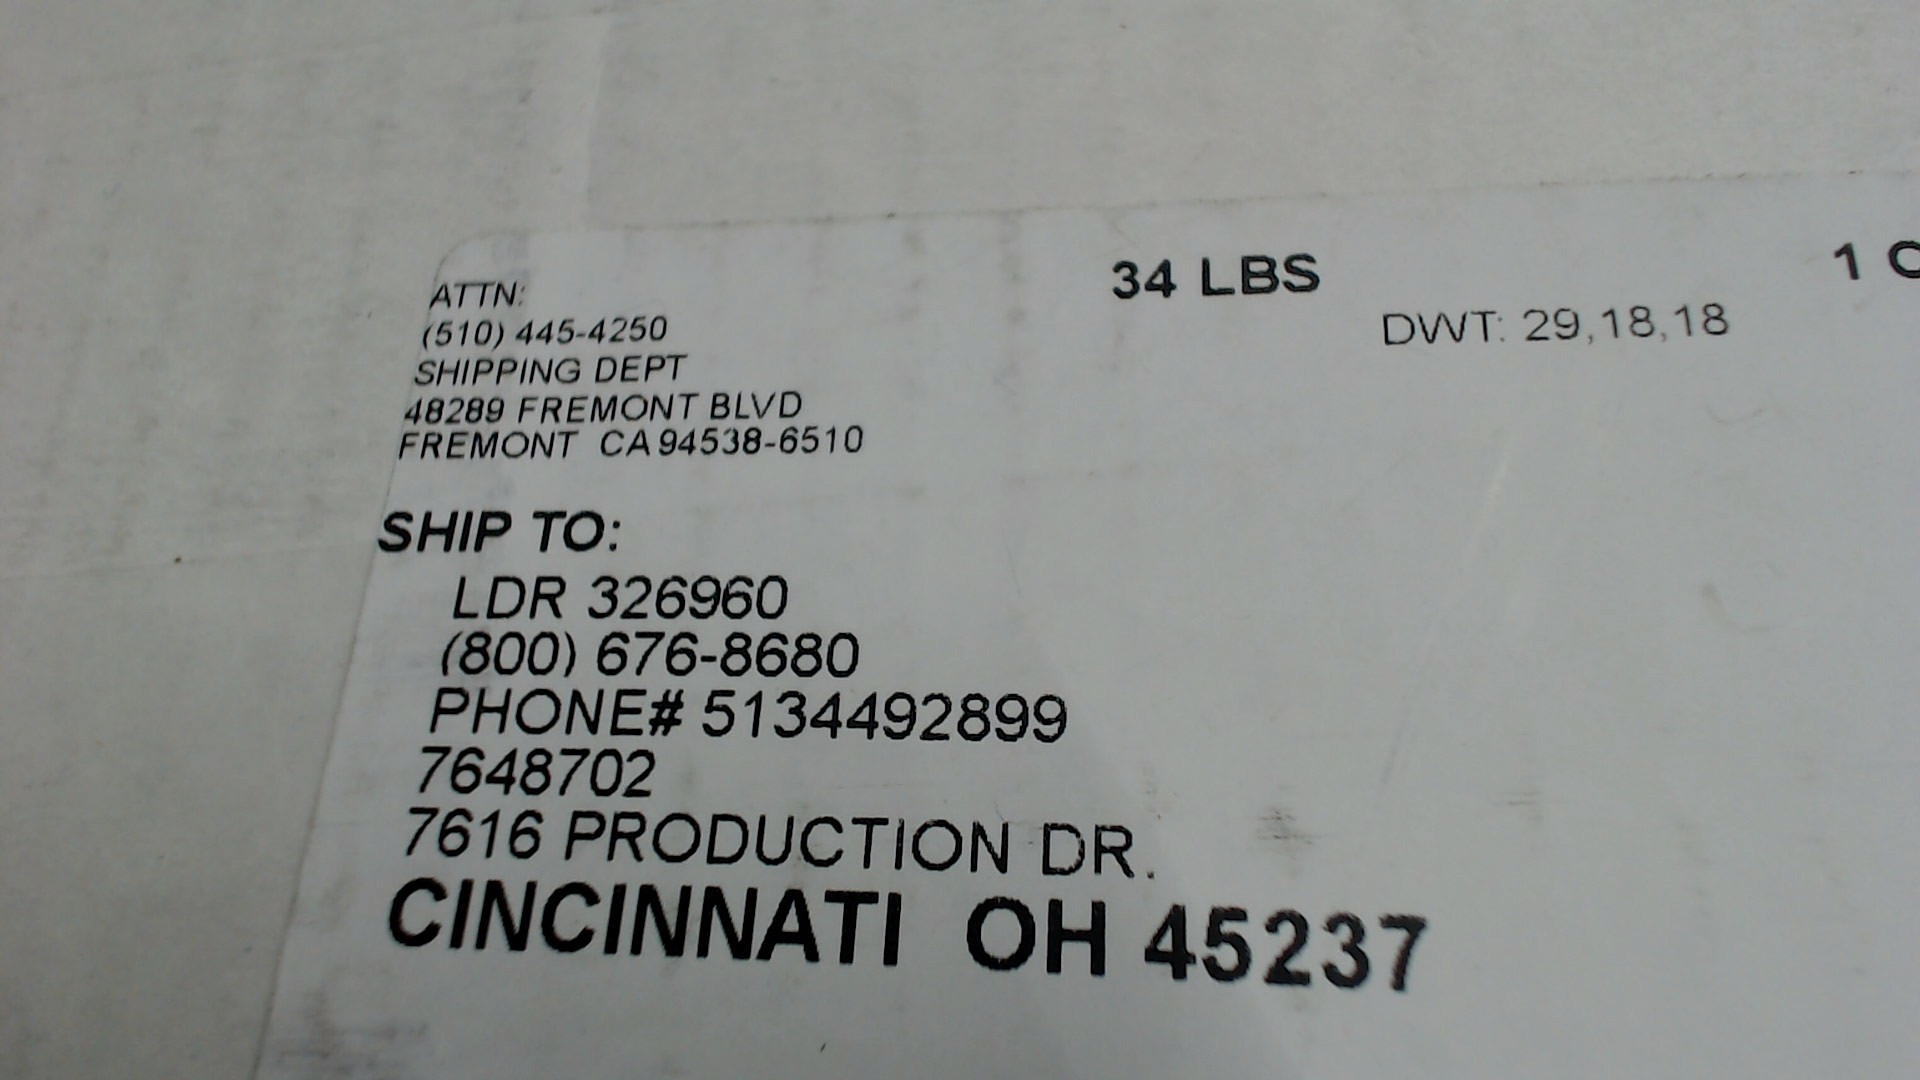 ATTN:
(510) 445-4250
SHIPPING DEPT
48289 FREMONT BLVD
FREMONT CA 94538-6510
34 LBS
1
DWT: 29,18,18
SHIP TO:
LDR 326960
(800) 676-8680
PHONE# 5134492899
7648702
7616 PRODUCTION DR.
CINCINNATI OH 45237